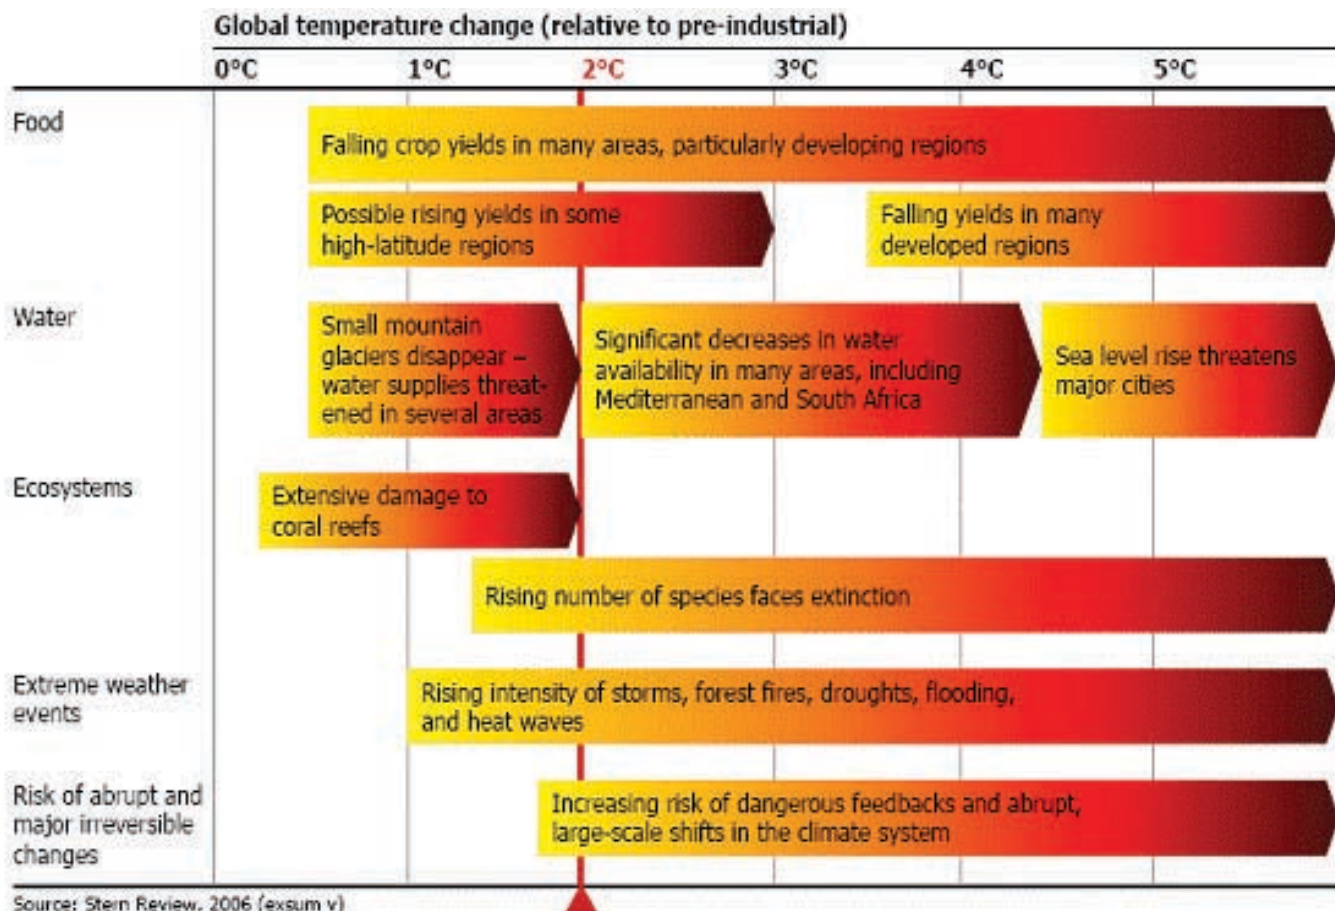 Global temperature change (relative to pre-industrial)
0°C 1°C 2°C 3°C 4°C 5°C
Food
Falling crop yields in many areas, particularly developing regions
Possible rising yields in some
high-latitude regions
Falling yields in many
developed regions
Water
Small mountain
glaciers disappear –
water supplies threat-
ened in several areas
Significant decreases in water
availability in many areas, including
Mediterranean and South Africa
Sea level rise threatens
major cities
Ecosystems
Extensive damage to
coral reefs
Rising number of species faces extinction
Extreme weather
events
Rising intensity of storms, forest fires, droughts, flooding,
and heat waves
Risk of abrupt and
major irreversible
changes
Increasing risk of dangerous feedbacks and abrupt,
large-scale shifts in the climate system
Source: Stern Review, 2006 (exsum v)